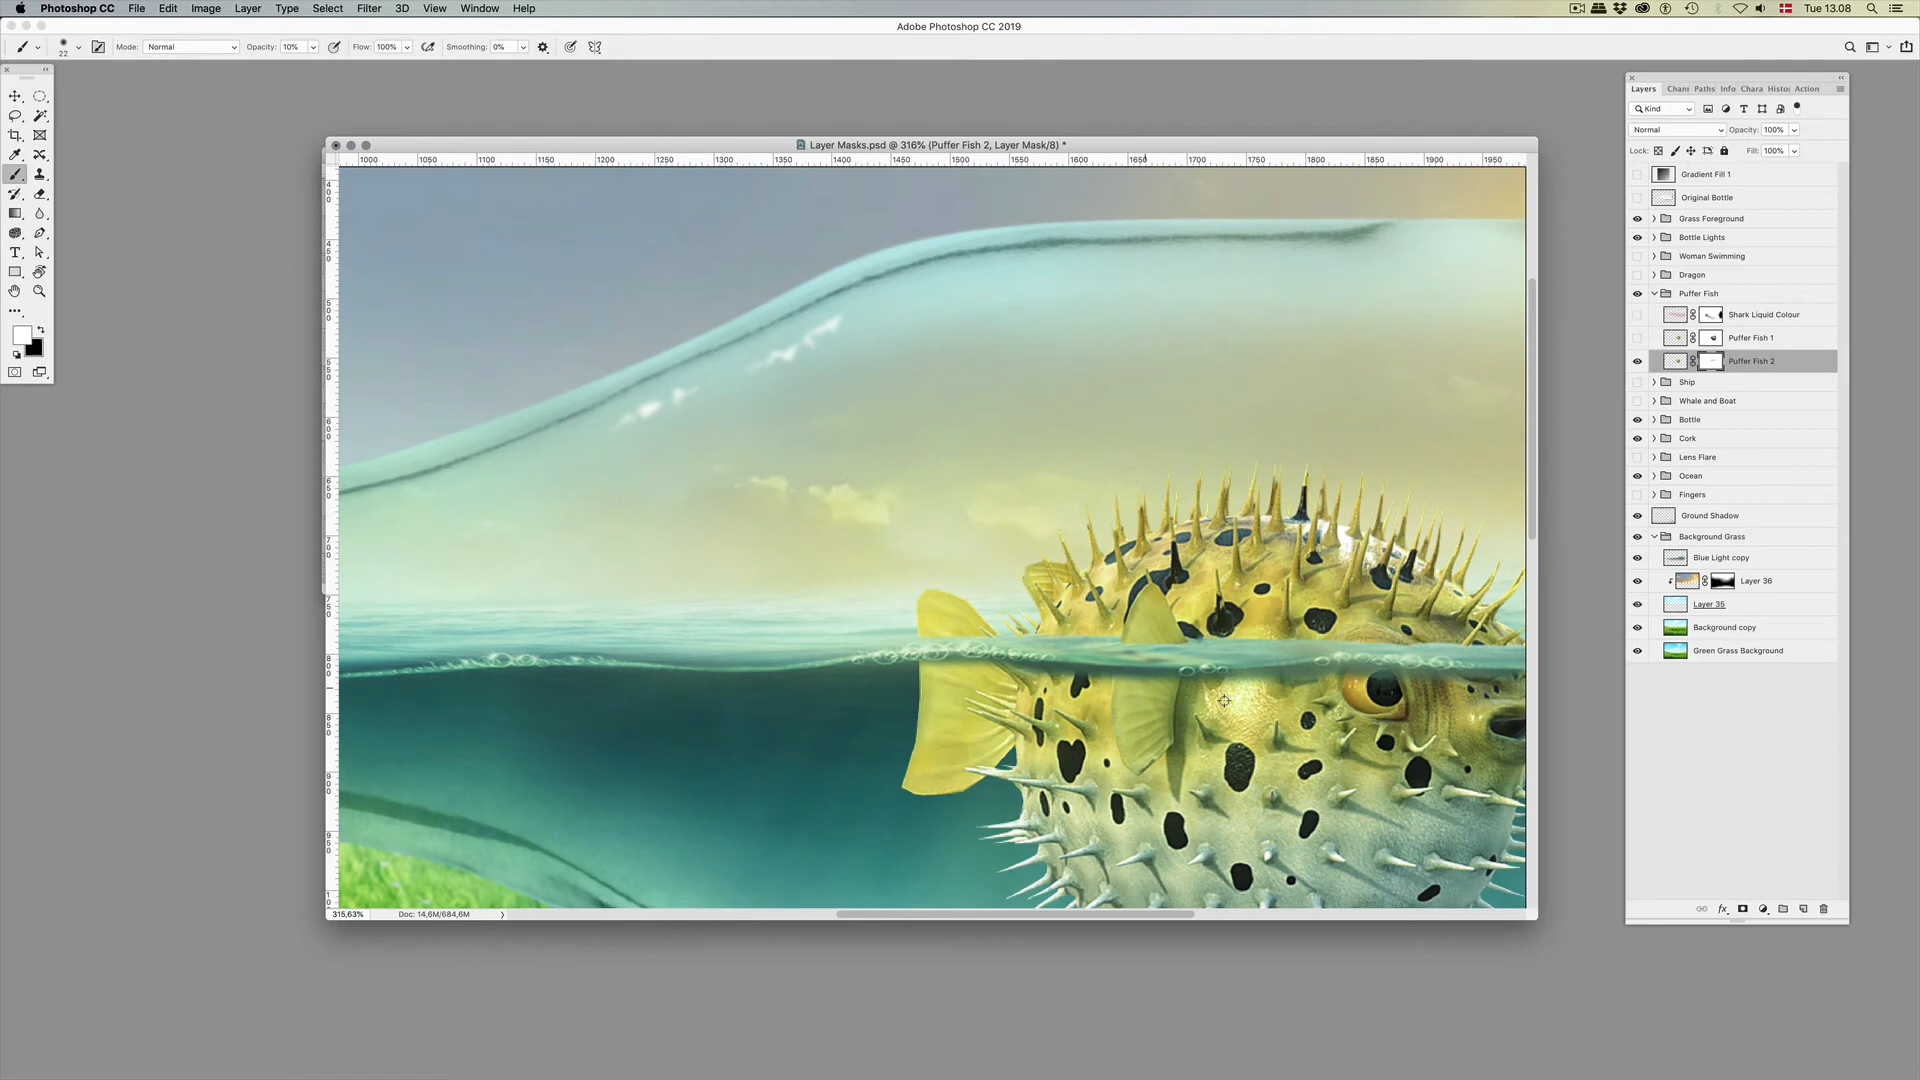 Photoshop CC File Edit Image Layer Type Select Filter 3D View Window Help Tue 13.08
Adobe Photoshop CC 2019
22 Mode: Normal Opacity: 10% Flow: 100% Smoothing: 0%
Layer Masks.psd @ 316% (Puffer Fish 2, Layer Mask/8) *
1000 1050 1100 1150 1200 1250 1300 1350 1400 1450 1500 1550 1600 1650 1700 1750 1800 1850 1900 1950
Layers Chann Paths Info Chara Histor Action
Kind
Normal Opacity: 100%
Lock: Fill: 100%
Gradient Fill 1
Original Bottle
Grass Foreground
Bottle Lights
Woman Swimming
Dragon
Puffer Fish
Shark Liquid Colour
Puffer Fish 1
Puffer Fish 2
Ship
Whale and Boat
Bottle
Cork
Lens Flare
Ocean
Fingers
Ground Shadow
Background Grass
Blue Light copy
Layer 36
Layer 35
Background copy
Green Grass Background
315,63% Doc: 14,6M/684,6M
fx